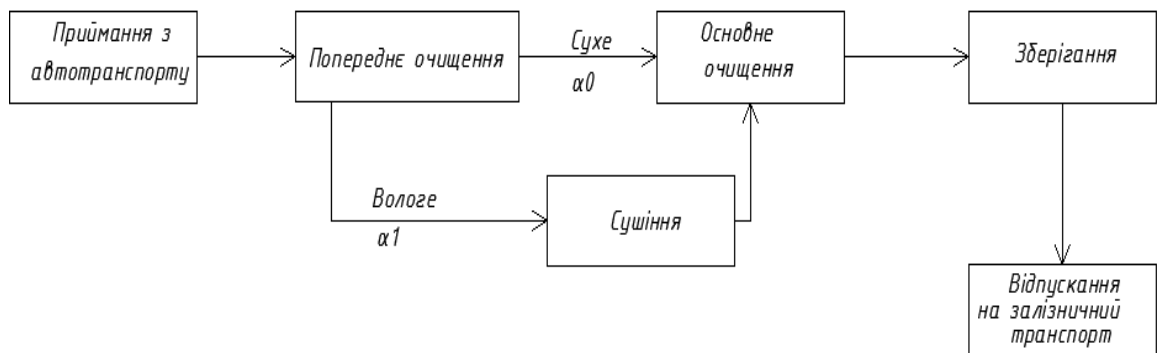 Приймання з
автотранспорту
Попереднє очищення
Сухе
α0
Основне
очищення
Зберігання
Вологе
α1
Сушіння
Відпускання
на залізничний
транспорт